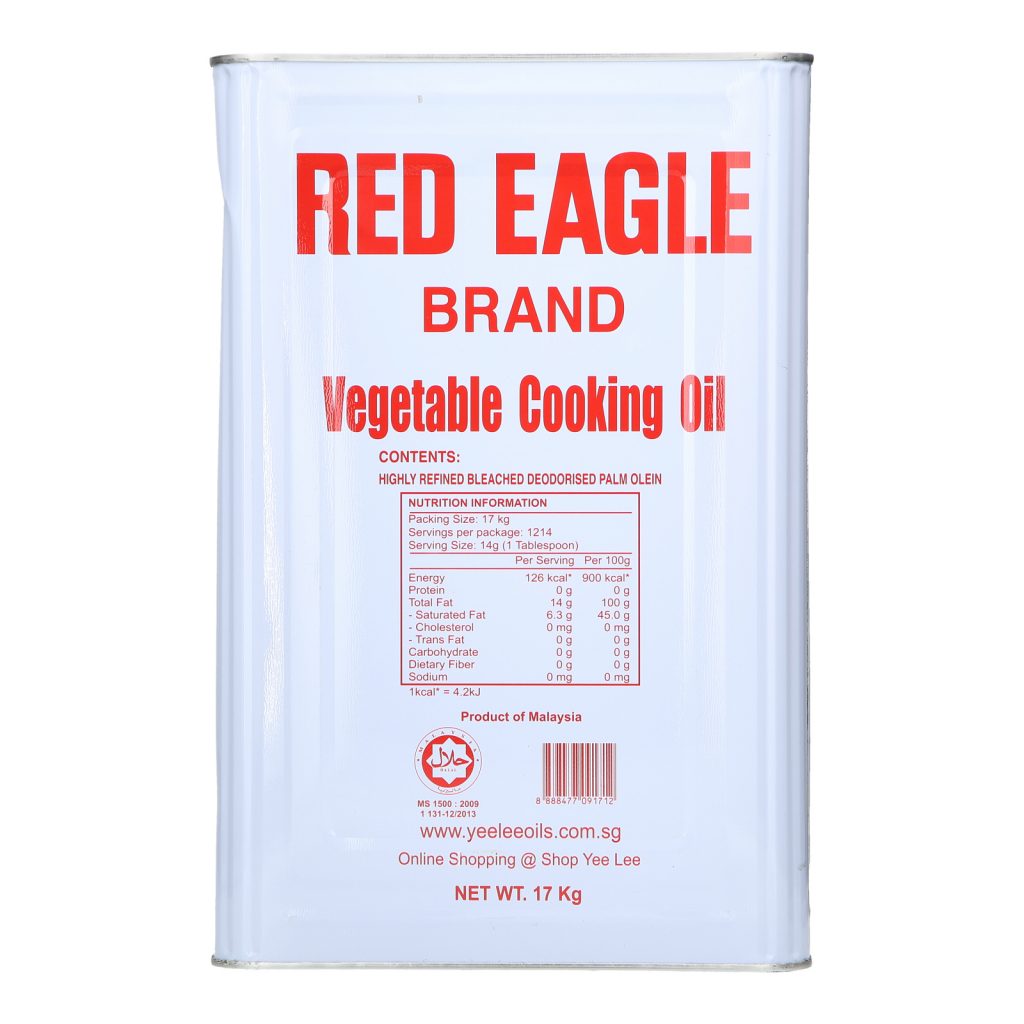 RED EAGLE
BRAND
Vegetable Cooking Oil
CONTENTS:
HIGHLY REFINED BLEACHED DEODORISED PALM OLEIN
NUTRITION INFORMATION
Packing Size: 17 kg
Servings per package: 1214
Serving Size: 14g (1 Tablespoon)
Per Serving Per 100g
Energy 126 kcal* 900 kcal*
Protein 0 g 0 g
Total Fat 14 g 100 g
- Saturated Fat 6.3 g 45.0 g
- Cholesterol 0 mg 0 mg
- Trans Fat 0 g 0 g
Carbohydrate 0 g 0 g
Dietary Fiber 0 g 0 g
Sodium 0 mg 0 mg
1kcal* = 4.2kJ
Product of Malaysia
MALAYSIA
حلال
Halal
ماليزيا
8 888477 091712
MS 1500 : 2009
1 131-12/2013
www.yeeleeoils.com.sg
Online Shopping @ Shop Yee Lee
NET WT. 17 Kg